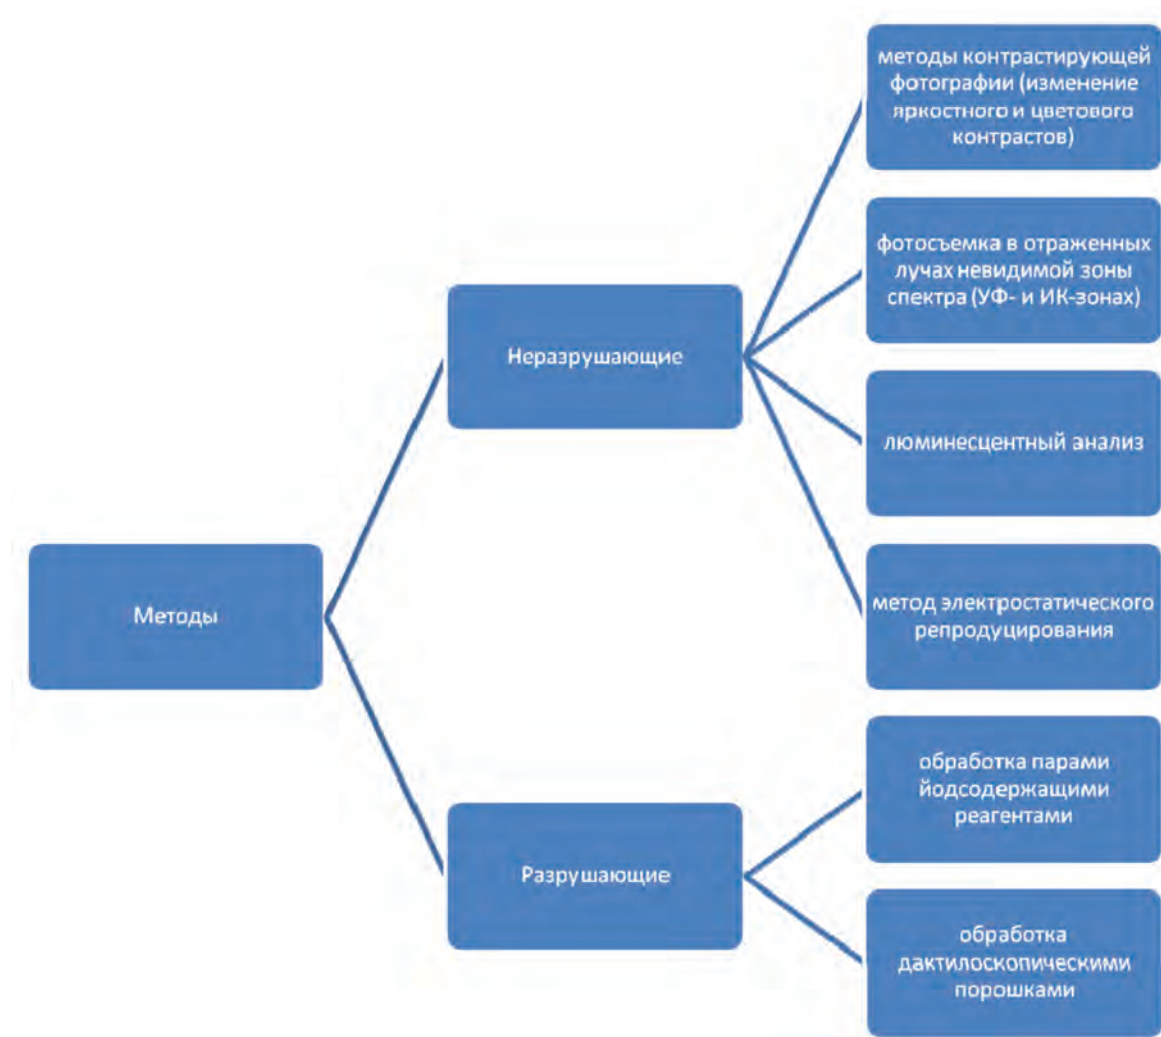 методы контрастирующей
фотографии (изменение
яркостного и цветового
контрастов)
фотосъемка в отраженных
лучах невидимой зоны
спектра (УФ- и ИК-зонах)
Неразрушающие
люминесцентный анализ
Методы
метод электростатического
репродуцирования
обработка парами
йодсодержащими
реагентами
Разрушающие
обработка
дактилоскопическими
порошками